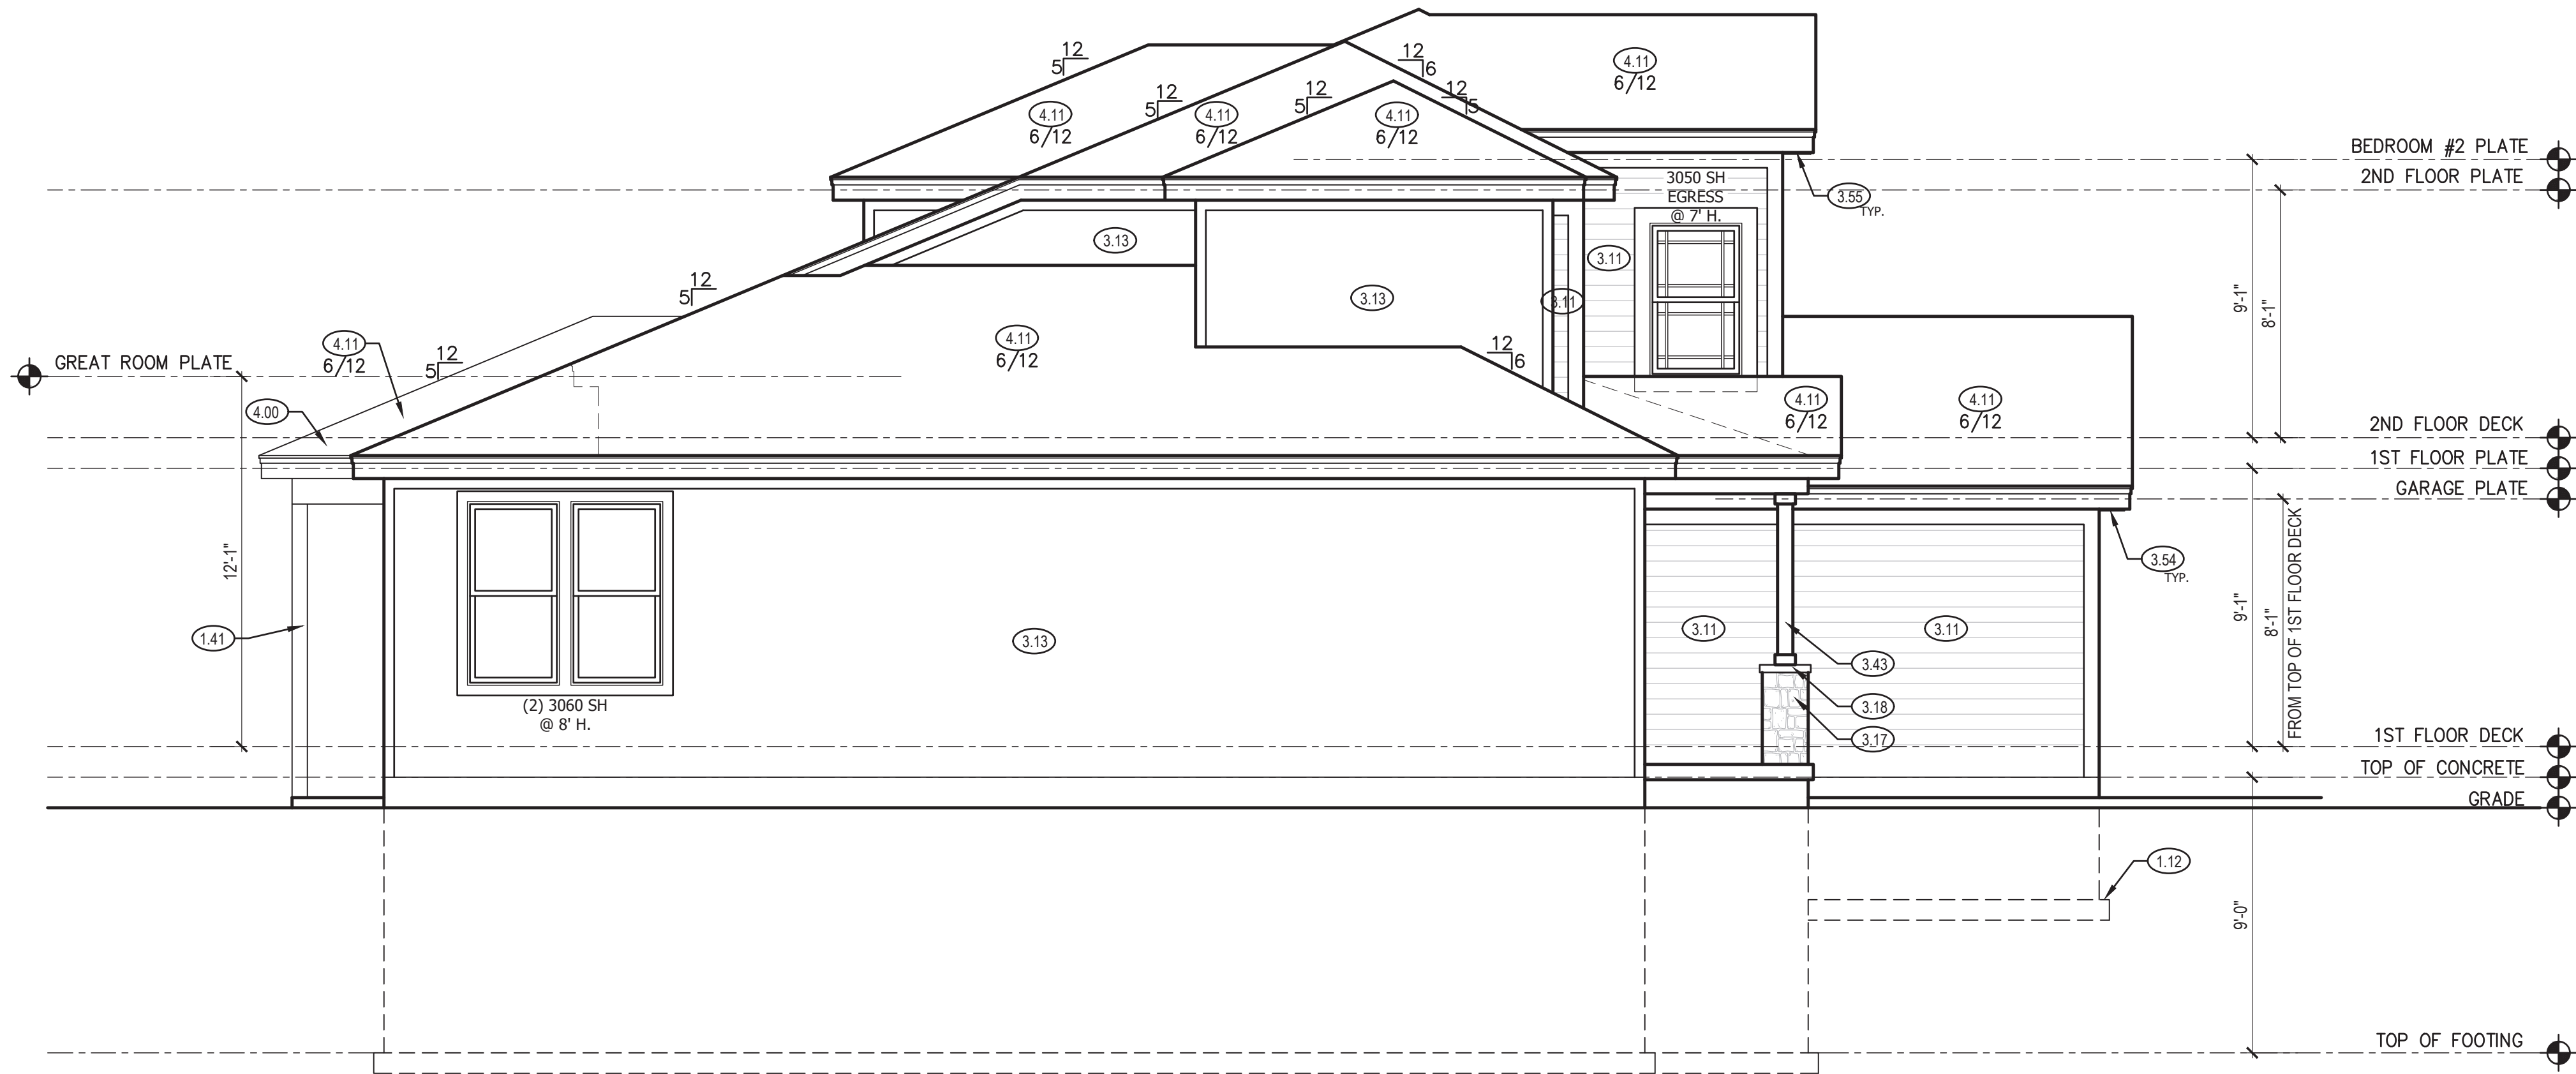 12
5
12
6
4.11
6/12
12
5
12
5
12
5
4.11
6/12
4.11
6/12
4.11
6/12
BEDROOM #2 PLATE
2ND FLOOR PLATE
3050 SH
EGRESS
@ 7' H.
3.55
TYP.
3.13
3.11
12
5
3.13
3.11
9'-1"
8'-1"
4.11
6/12
12
5
4.11
6/12
12
6
GREAT ROOM PLATE
4.00
4.11
6/12
4.11
6/12
2ND FLOOR DECK
1ST FLOOR PLATE
GARAGE PLATE
12'-1"
3.54
TYP.
1.41
3.13
3.11
3.11
9'-1"
8'-1"
FROM TOP OF 1ST FLOOR DECK
3.43
3.18
3.17
(2) 3060 SH
@ 8' H.
1ST FLOOR DECK
TOP OF CONCRETE
GRADE
1.12
9'-0"
TOP OF FOOTING